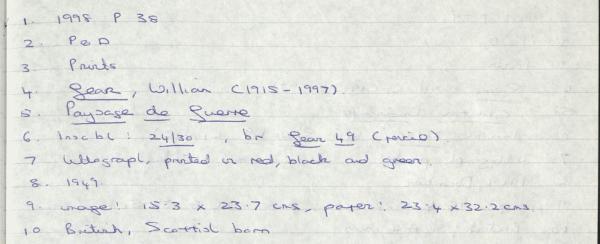 1. 1998 P 38
2. P&D
3 Prints
4 Gear, William (1915-1997).
5. Paysage de Guerre
6. Insc bl: 24/30, br Gear 49 (pencil).
7 Lithograph, printed in red, black and green.
8. 1949.
9. image: 15.3 x 23.7 cms, paper: 23.4 x 32.2 cms.
10 British, Scottish born